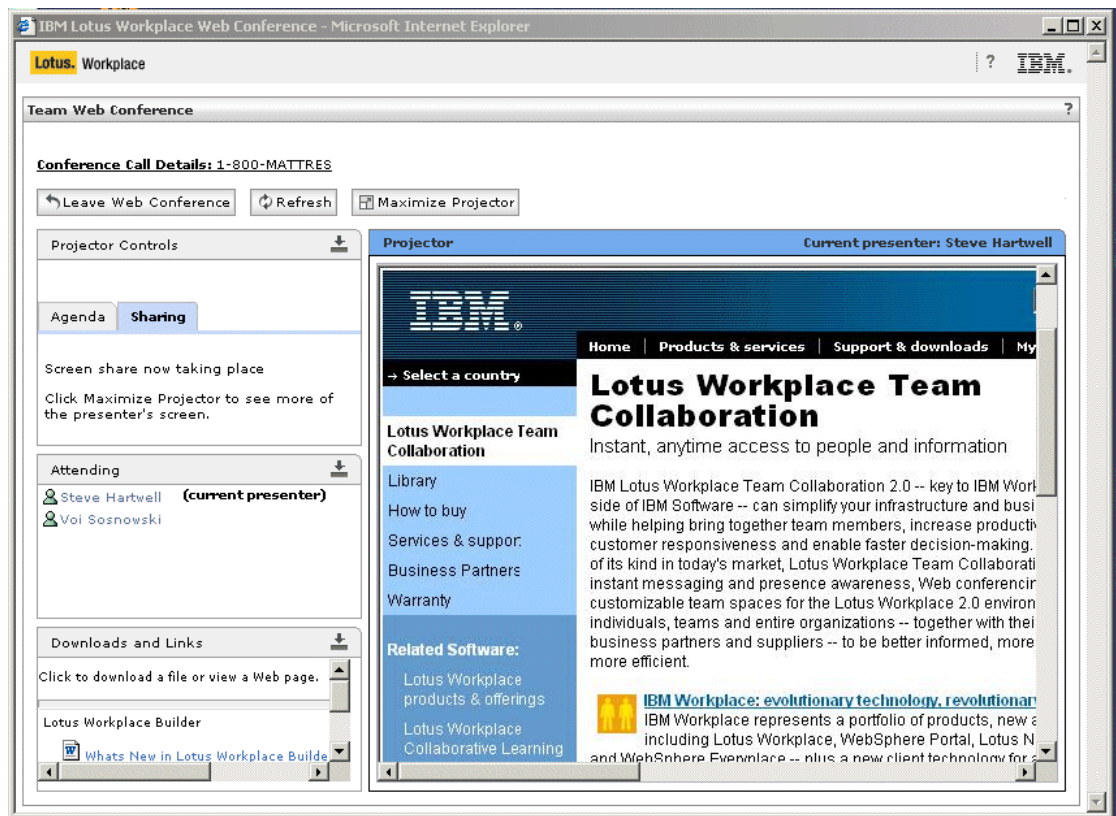 IBM Lotus Workplace Web Conference - Microsoft Internet Explorer
Lotus. Workplace
? IBM.
Team Web Conference ?
Conference Call Details: 1-800-MATTRES
Leave Web Conference Refresh Maximize Projector
Projector Controls
Agenda Sharing
Screen share now taking place
Click Maximize Projector to see more of
the presenter's screen.
Attending
Steve Hartwell (current presenter)
Voi Sosnowski
Downloads and Links
Click to download a file or view a Web page.
Lotus Workplace Builder
Whats New in Lotus Workplace Builde
Projector Current presenter: Steve Hartwell
IBM.
Home | Products & services | Support & downloads | My
→ Select a country
Lotus Workplace Team
Collaboration
Library
How to buy
Services & suppor
Business Partners
Warranty
Related Software:
Lotus Workplace
products & offerings
Lotus Workplace
Collaborative Learning
Lotus Workplace Team
Collaboration
Instant, anytime access to people and information
IBM Lotus Workplace Team Collaboration 2.0 -- key to IBM Work
side of IBM Software -- can simplify your infrastructure and busi
while helping bring together team members, increase productiv
customer responsiveness and enable faster decision-making.
of its kind in today's market, Lotus Workplace Team Collaborati
instant messaging and presence awareness, Web conferencin
customizable team spaces for the Lotus Workplace 2.0 environ
individuals, teams and entire organizations -- together with thei
business partners and suppliers -- to be better informed, more
more efficient.
IBM Workplace: evolutionary technology, revolutionary
IBM Workplace represents a portfolio of products, new a
including Lotus Workplace, WebSphere Portal, Lotus N
and WebSphere Everyplace -- plus a new client technology for